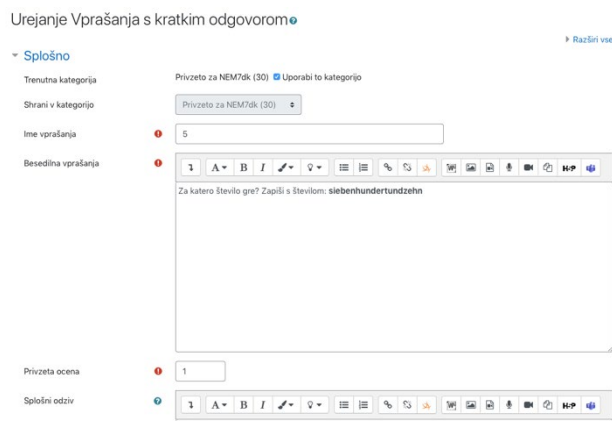 Urejanje Vprašanja s kratkim odgovorom
Razširi vse
Splošno
Trenutna kategorija
Privzeto za NEM7dk (30) Uporabi to kategorijo
Shrani v kategorijo
Privzeto za NEM7dk (30)
Ime vprašanja
5
Besedilna vprašanja
Za katero število gre? Zapiši s številom: siebenhundertundzehn
Privzeta ocena
1
Splošni odziv